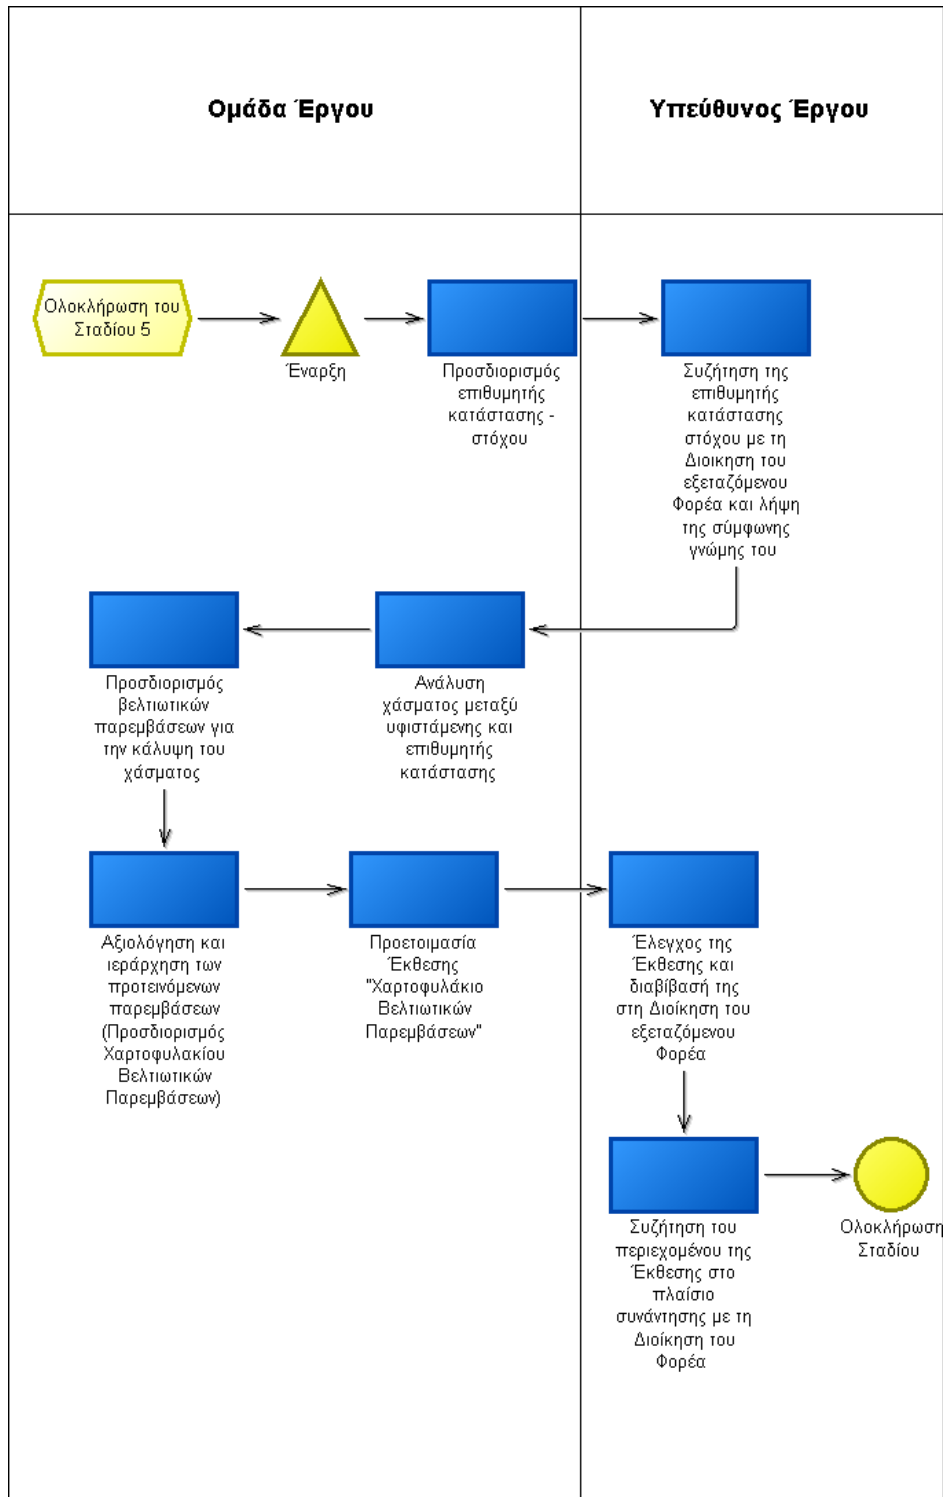 Ομάδα Έργου
Υπεύθυνος Έργου
Ολοκλήρωση του
Σταδίου 5
Έναρξη
Προσδιορισμός
επιθυμητής
κατάστασης -
στόχου
Συζήτηση της
επιθυμητής
κατάστασης
στόχου με τη
Διοικηση του
εξεταζόμενου
Φορέα και λήψη
της σύμφωνης
γνώμης του
Προσδιορισμός
βελτιωτικών
παρεμβάσεων για
την κάλυψη του
χάσματος
Ανάλυση
χάσματος μεταξύ
υφιστάμενης και
επιθυμητής
κατάστασης
Αξιολόγηση και
ιεράρχηση των
προτεινόμενων
παρεμβάσεων
(Προσδιορισμός
Χαρτοφυλακίου
Βελτιωτικών
Παρεμβάσεων)
Προετοιμασία
Έκθεσης
"Χαρτοφυλάκιο
Βελτιωτικών
Παρεμβάσεων"
Έλεγχος της
Έκθεσης και
διαβίβασή της
στη Διοίκηση του
εξεταζόμενου
Φορέα
Συζήτηση του
περιεχομένου της
Έκθεσης στο
πλαίσιο
συνάντησης με τη
Διοίκηση του
Φορέα
Ολοκλήρωση
Σταδίου